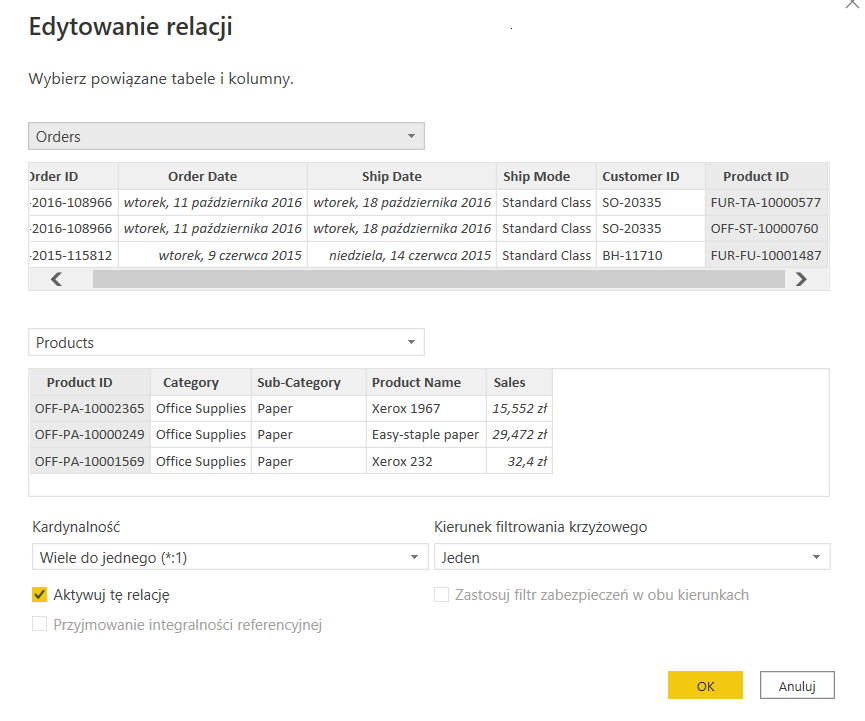 Edytowanie relacji
Wybierz powiązane tabele i kolumny.
Orders
Order ID Order Date Ship Date Ship Mode Customer ID Product ID
-2016-108966 wtorek, 11 października 2016 wtorek, 18 października 2016 Standard Class SO-20335 FUR-TA-10000577
-2016-108966 wtorek, 11 października 2016 wtorek, 18 października 2016 Standard Class SO-20335 OFF-ST-10000760
-2015-115812 wtorek, 9 czerwca 2015 niedziela, 14 czerwca 2015 Standard Class BH-11710 FUR-FU-10001487
Products
Product ID Category Sub-Category Product Name Sales
OFF-PA-10002365 Office Supplies Paper Xerox 1967 15,552 zł
OFF-PA-10000249 Office Supplies Paper Easy-staple paper 29,472 zł
OFF-PA-10001569 Office Supplies Paper Xerox 232 32,4 zł
Kardynalność Kierunek filtrowania krzyżowego
Wiele do jednego (*:1) Jeden
Aktywuj tę relację Zastosuj filtr zabezpieczeń w obu kierunkach
Przyjmowanie integralności referencyjnej
OK Anuluj